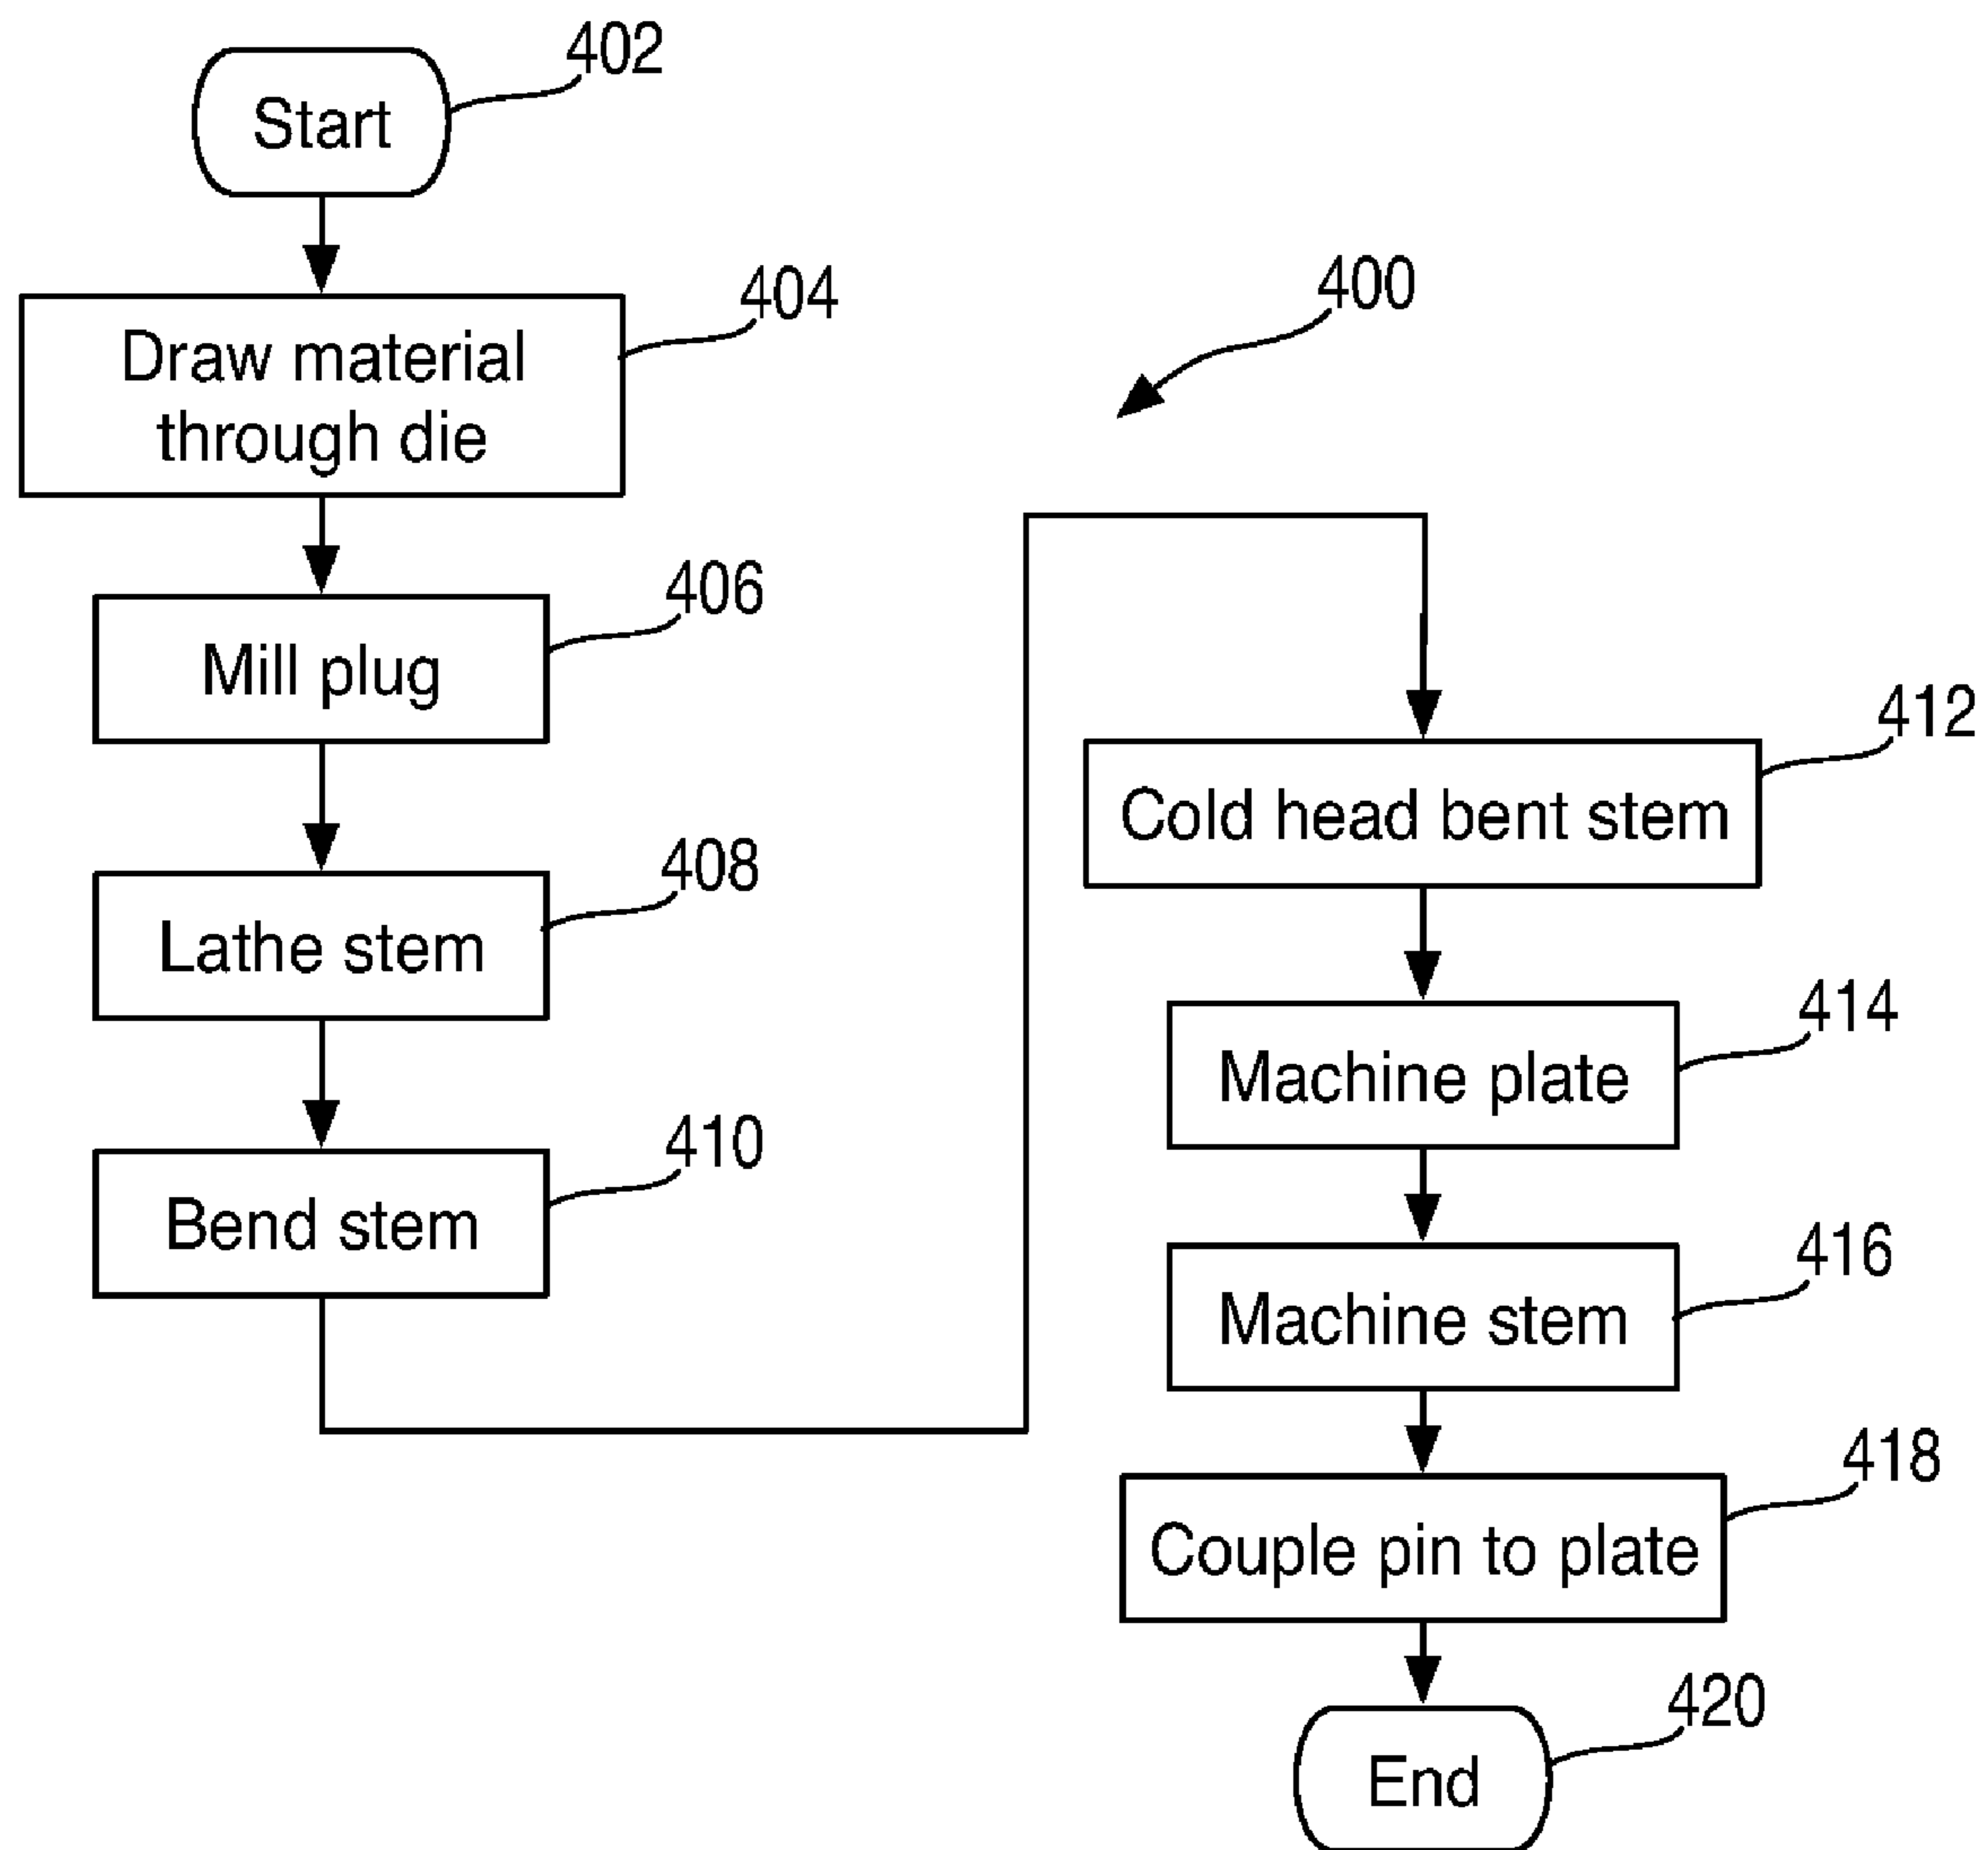 402
Start
404
Draw material
through die
406
Mill plug
408
Lathe stem
410
Bend stem
400
412
Cold head bent stem
414
Machine plate
416
Machine stem
418
Couple pin to plate
420
End